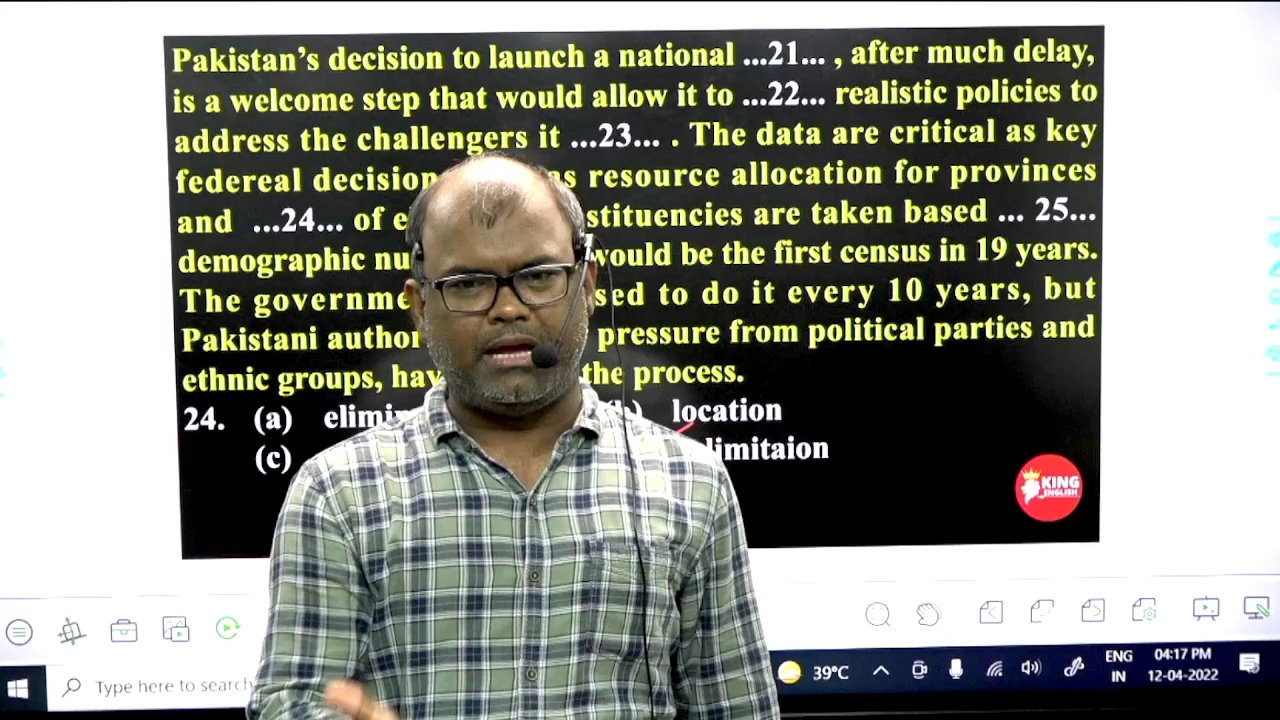 Pakistan's decision to launch a national ...21... , after much delay,
is a welcome step that would allow it to ...22... realistic policies to
address the challengers it ...23... . The data are critical as key
federeal decision as resource allocation for provinces
and ...24... of e stituencies are taken based ... 25...
demographic nu would be the first census in 19 years.
The governme sed to do it every 10 years, but
Pakistani author pressure from political parties and
ethnic groups, hav the process.
24. (a) elimi (b) location
(c) limitaion
KING
ENGLISH
Type here to search
39°C
ENG
IN
04:17 PM
12-04-2022